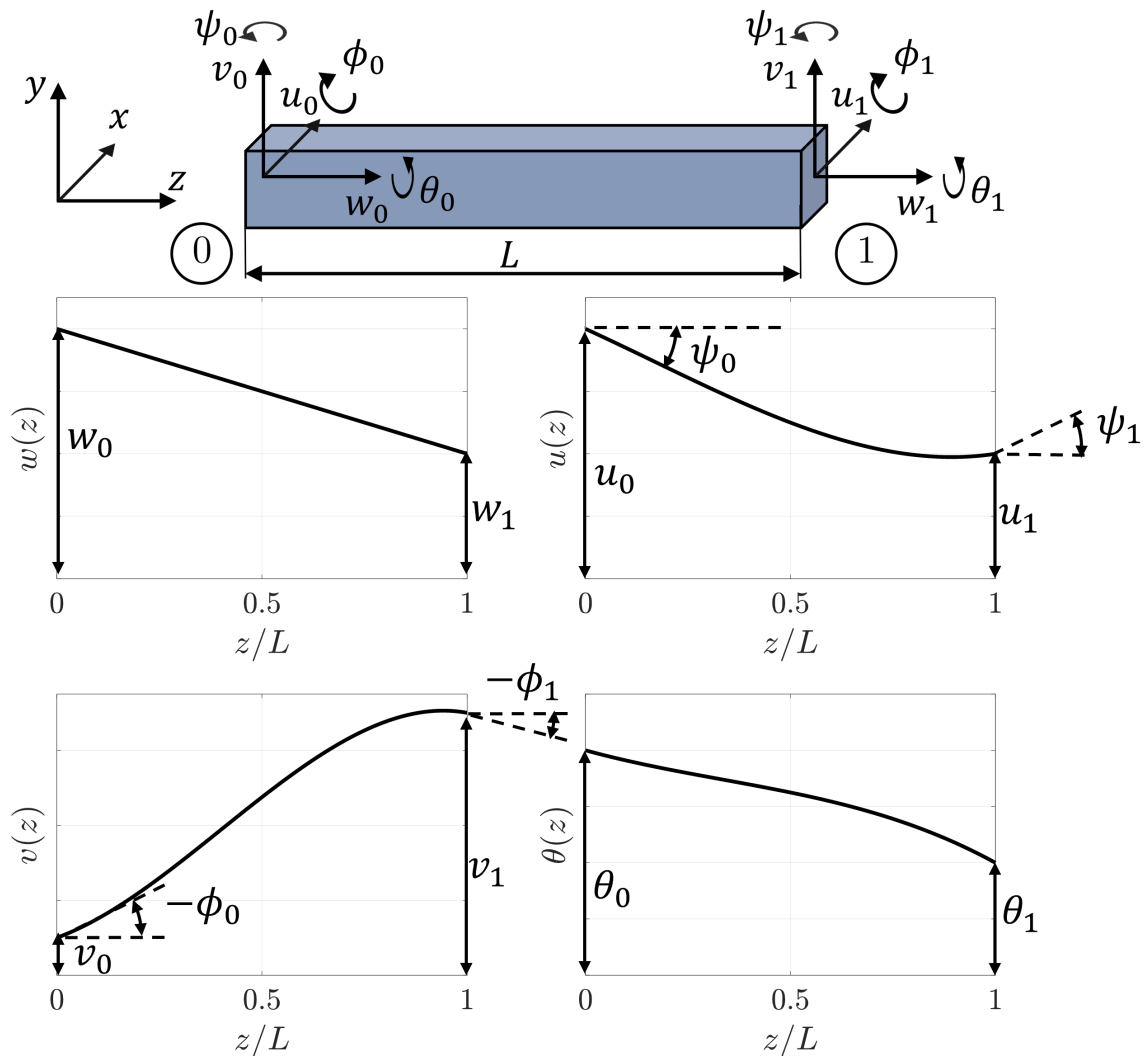 ψ₀ ψ₁
v₀ ϕ₀ v₁ ϕ₁
y x u₀ u₁
z w₀ θ₀ w₁ θ₁
0 L 1
w(z) w₀ w₁
0 0.5 1
z/L
u(z) u₀ ψ₀ u₁ ψ₁
0 0.5 1
z/L
v(z) v₀ −ϕ₀ v₁ −ϕ₁
0 0.5 1
z/L
θ(z) θ₀ θ₁
0 0.5 1
z/L